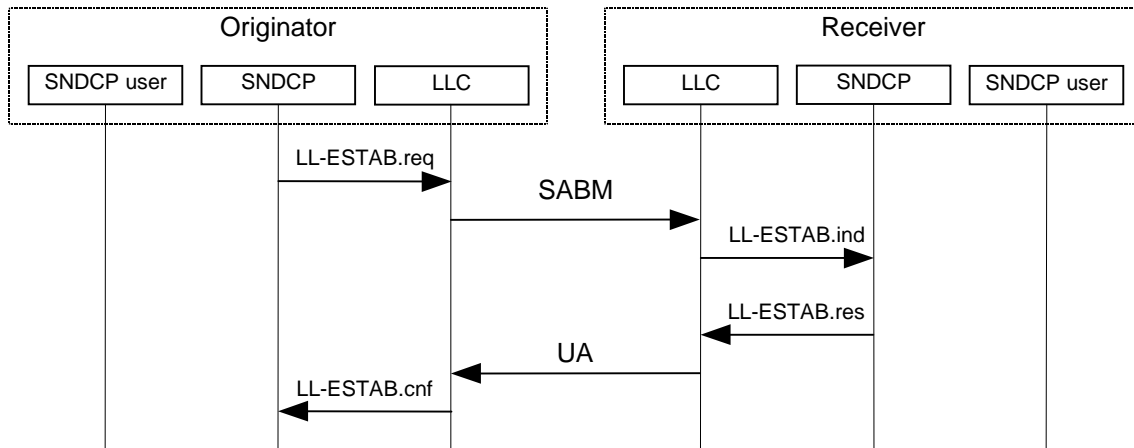 Originator
Receiver
SNDCP user
SNDCP
LLC
LLC
SNDCP
SNDCP user
LL-ESTAB.req
SABM
LL-ESTAB.ind
LL-ESTAB.res
UA
LL-ESTAB.cnf